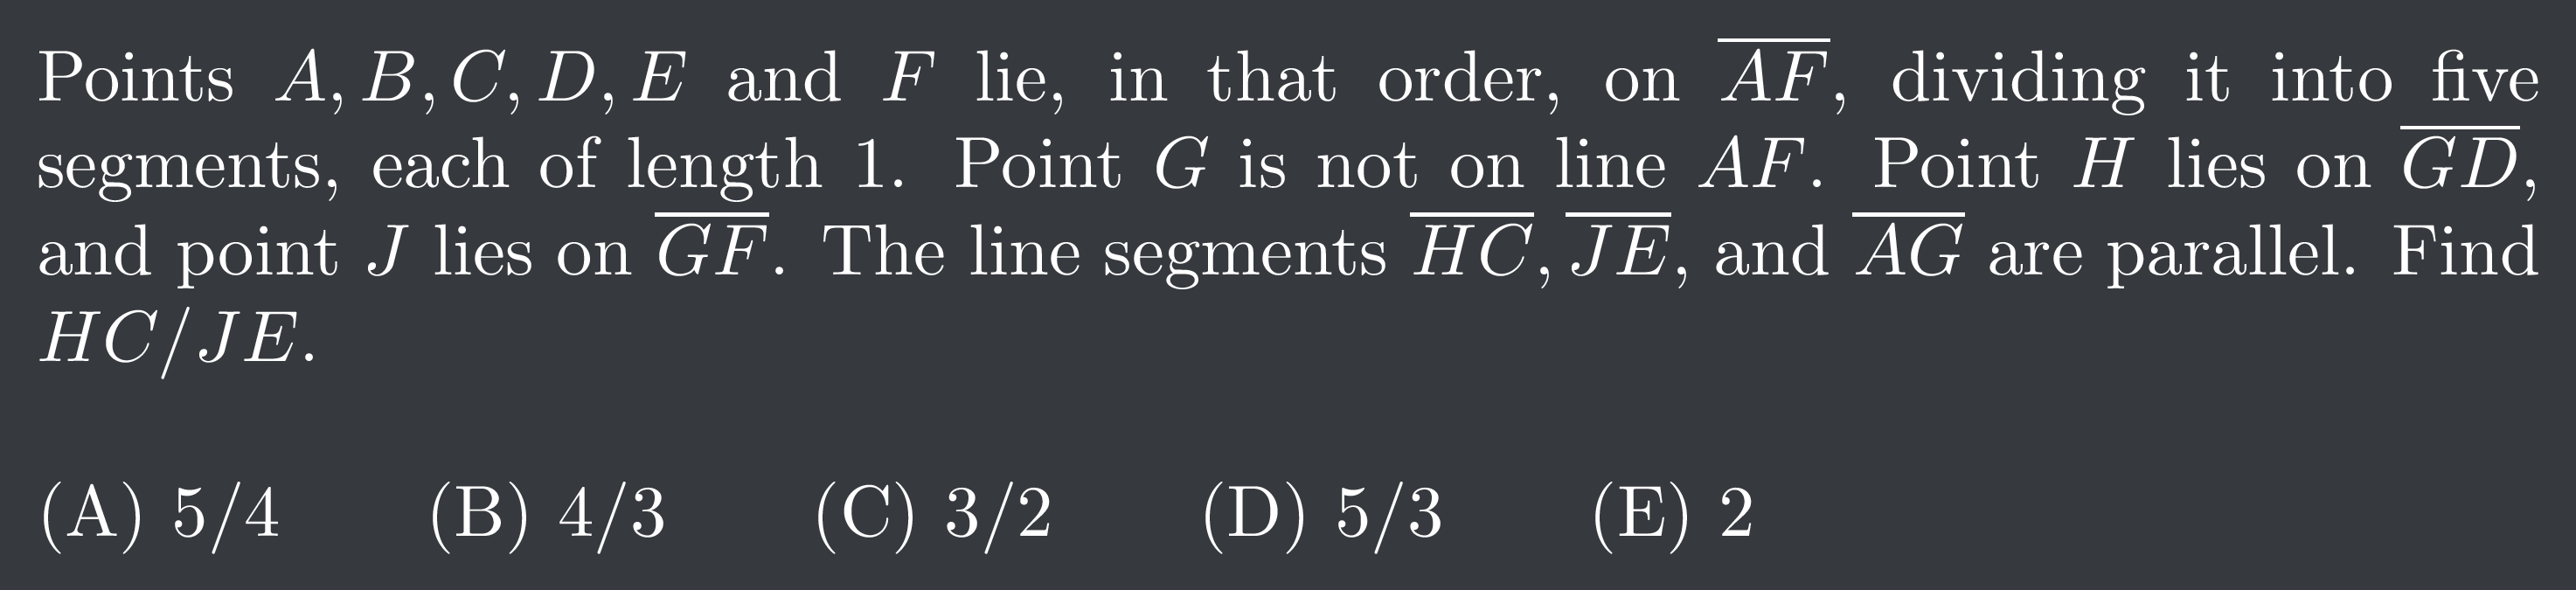 Points A, B, C, D, E and F lie, in that order, on $\overline{AF}$, dividing it into five
segments, each of length 1. Point G is not on line AF. Point H lies on $\overline{GD}$,
and point J lies on $\overline{GF}$. The line segments $\overline{HC}$, $\overline{JE}$, and $\overline{AG}$ are parallel. Find
HC/JE.
(A) 5/4 (B) 4/3 (C) 3/2 (D) 5/3 (E) 2